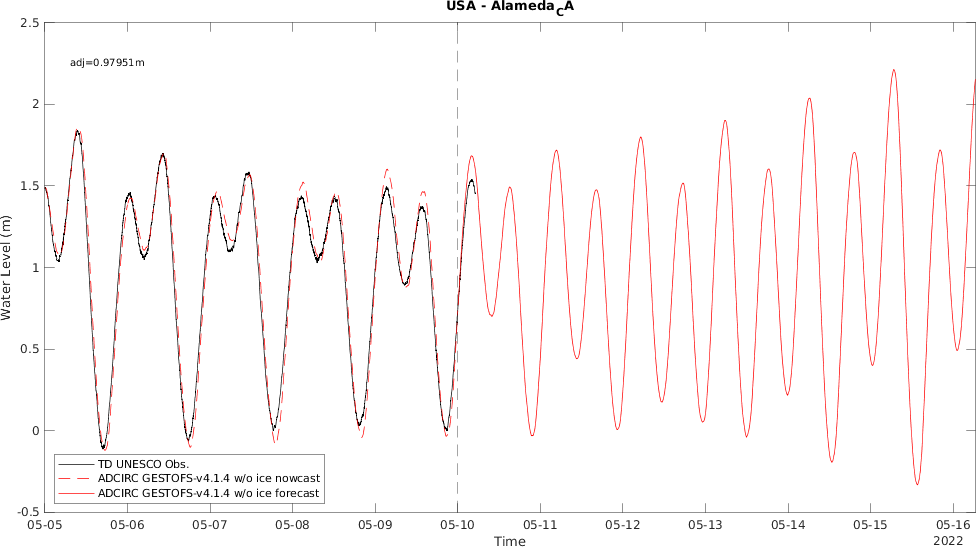 USA - Alameda_CA
2.5
adj=0.97951m
2
1.5
1
0.5
0
-0.5
Water Level (m)
TD UNESCO Obs.
ADCIRC GESTOFS-v4.1.4 w/o ice nowcast
ADCIRC GESTOFS-v4.1.4 w/o ice forecast
05-05 05-06 05-07 05-08 05-09 05-10 05-11 05-12 05-13 05-14 05-15 05-16
Time
2022